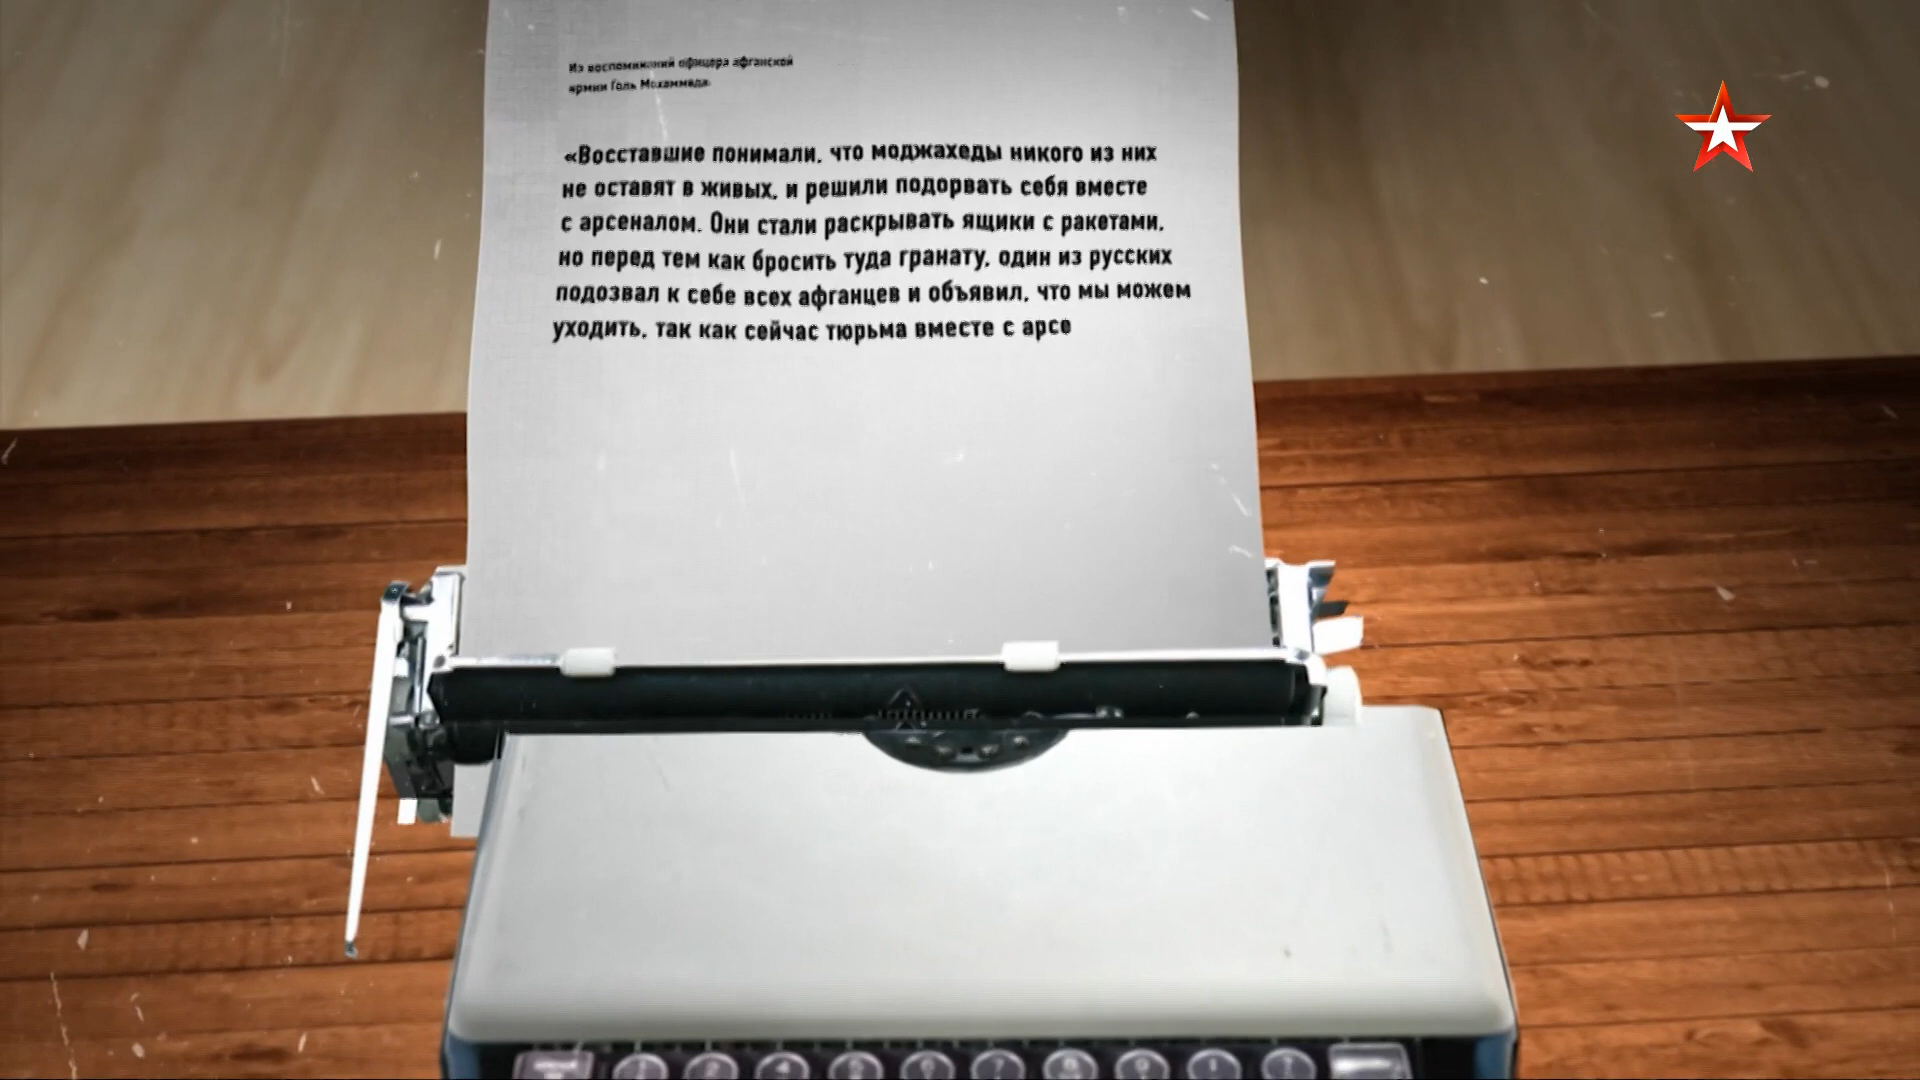 Из воспоминаний офицера афганской
армии Голь Мохаммада:
«Восставшие понимали, что моджахеды никого из них
не оставят в живых, и решили подорвать себя вместе
с арсеналом. Они стали раскрывать ящики с ракетами,
но перед тем как бросить туда гранату, один из русских
подозвал к себе всех афганцев и объявил, что мы можем
уходить, так как сейчас тюрьма вместе с арсе